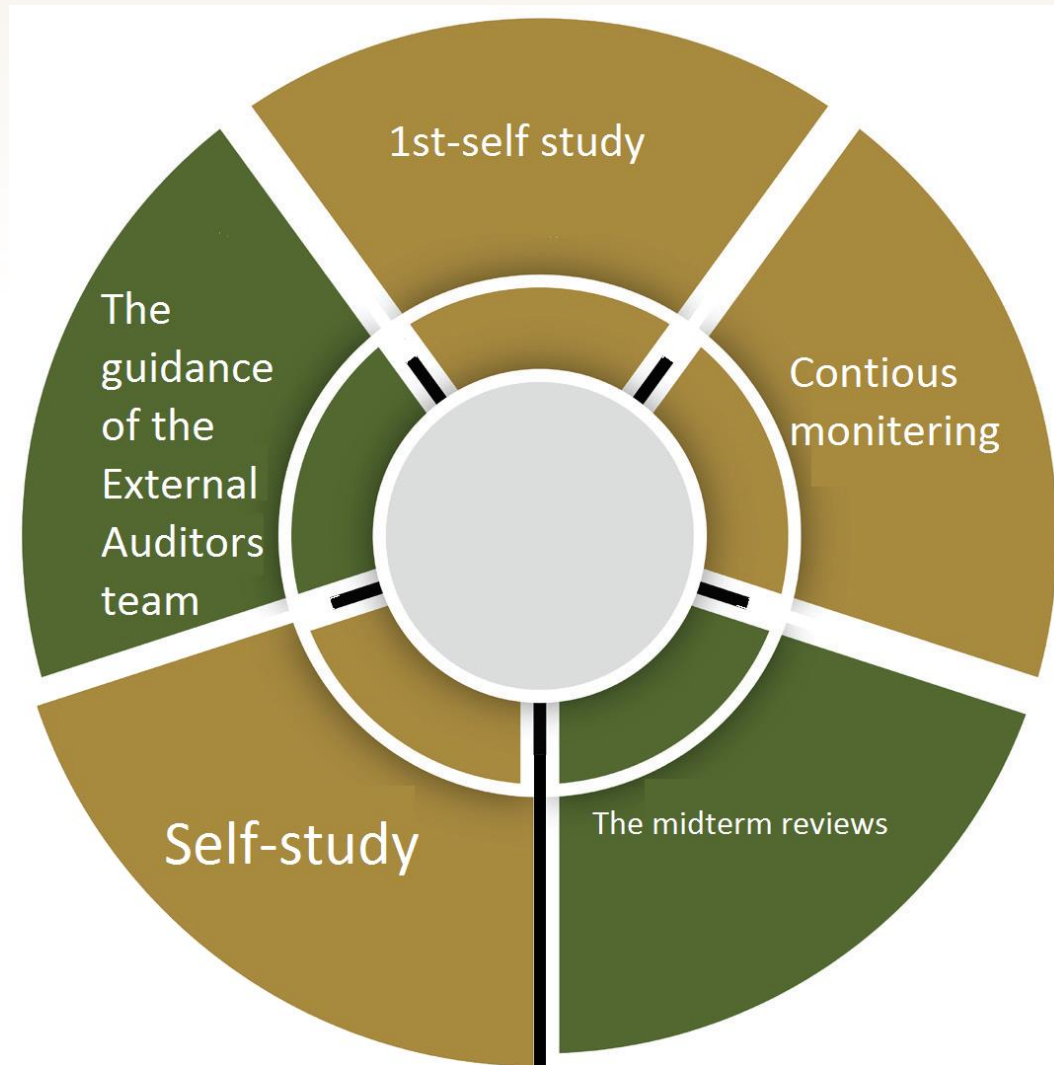 1st-self study
Contious
monitering
The midterm reviews
Self-study
The
guidance
of the
External
Auditors
team